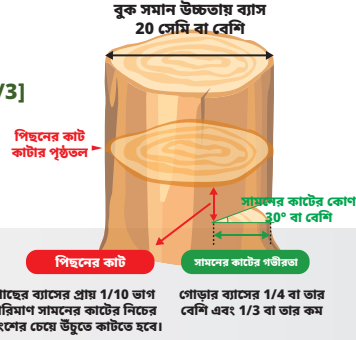 বুক সমান উচ্চতায় ব্যাস
20 সেমি বা বেশি
/3]
পিছনের কাট
কাটার পৃষ্ঠতল
সামনের কাটের কোণ
30° বা বেশি
পিছনের কাট
সামনের কাটের গভীরতা
গাছের ব্যাসের প্রায় 1/10 ভাগ
রিমাণ সামনের কাটের নিচের
ংশের চেয়ে উঁচুতে কাটতে হবে।
গোড়ার ব্যাসের 1/4 বা তার
বেশি এবং 1/3 বা তার কম